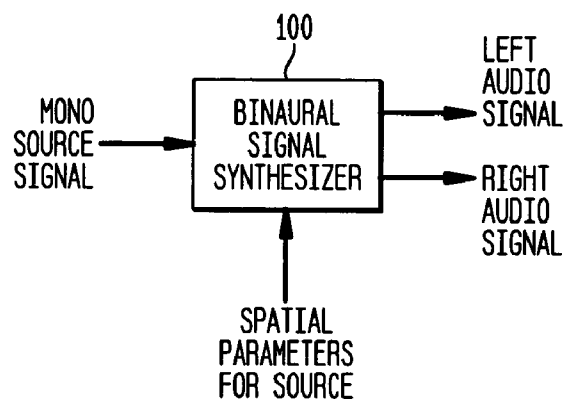 100
MONO
SOURCE
SIGNAL
BINAURAL
SIGNAL
SYNTHESIZER
LEFT
AUDIO
SIGNAL
RIGHT
AUDIO
SIGNAL
SPATIAL
PARAMETERS
FOR SOURCE